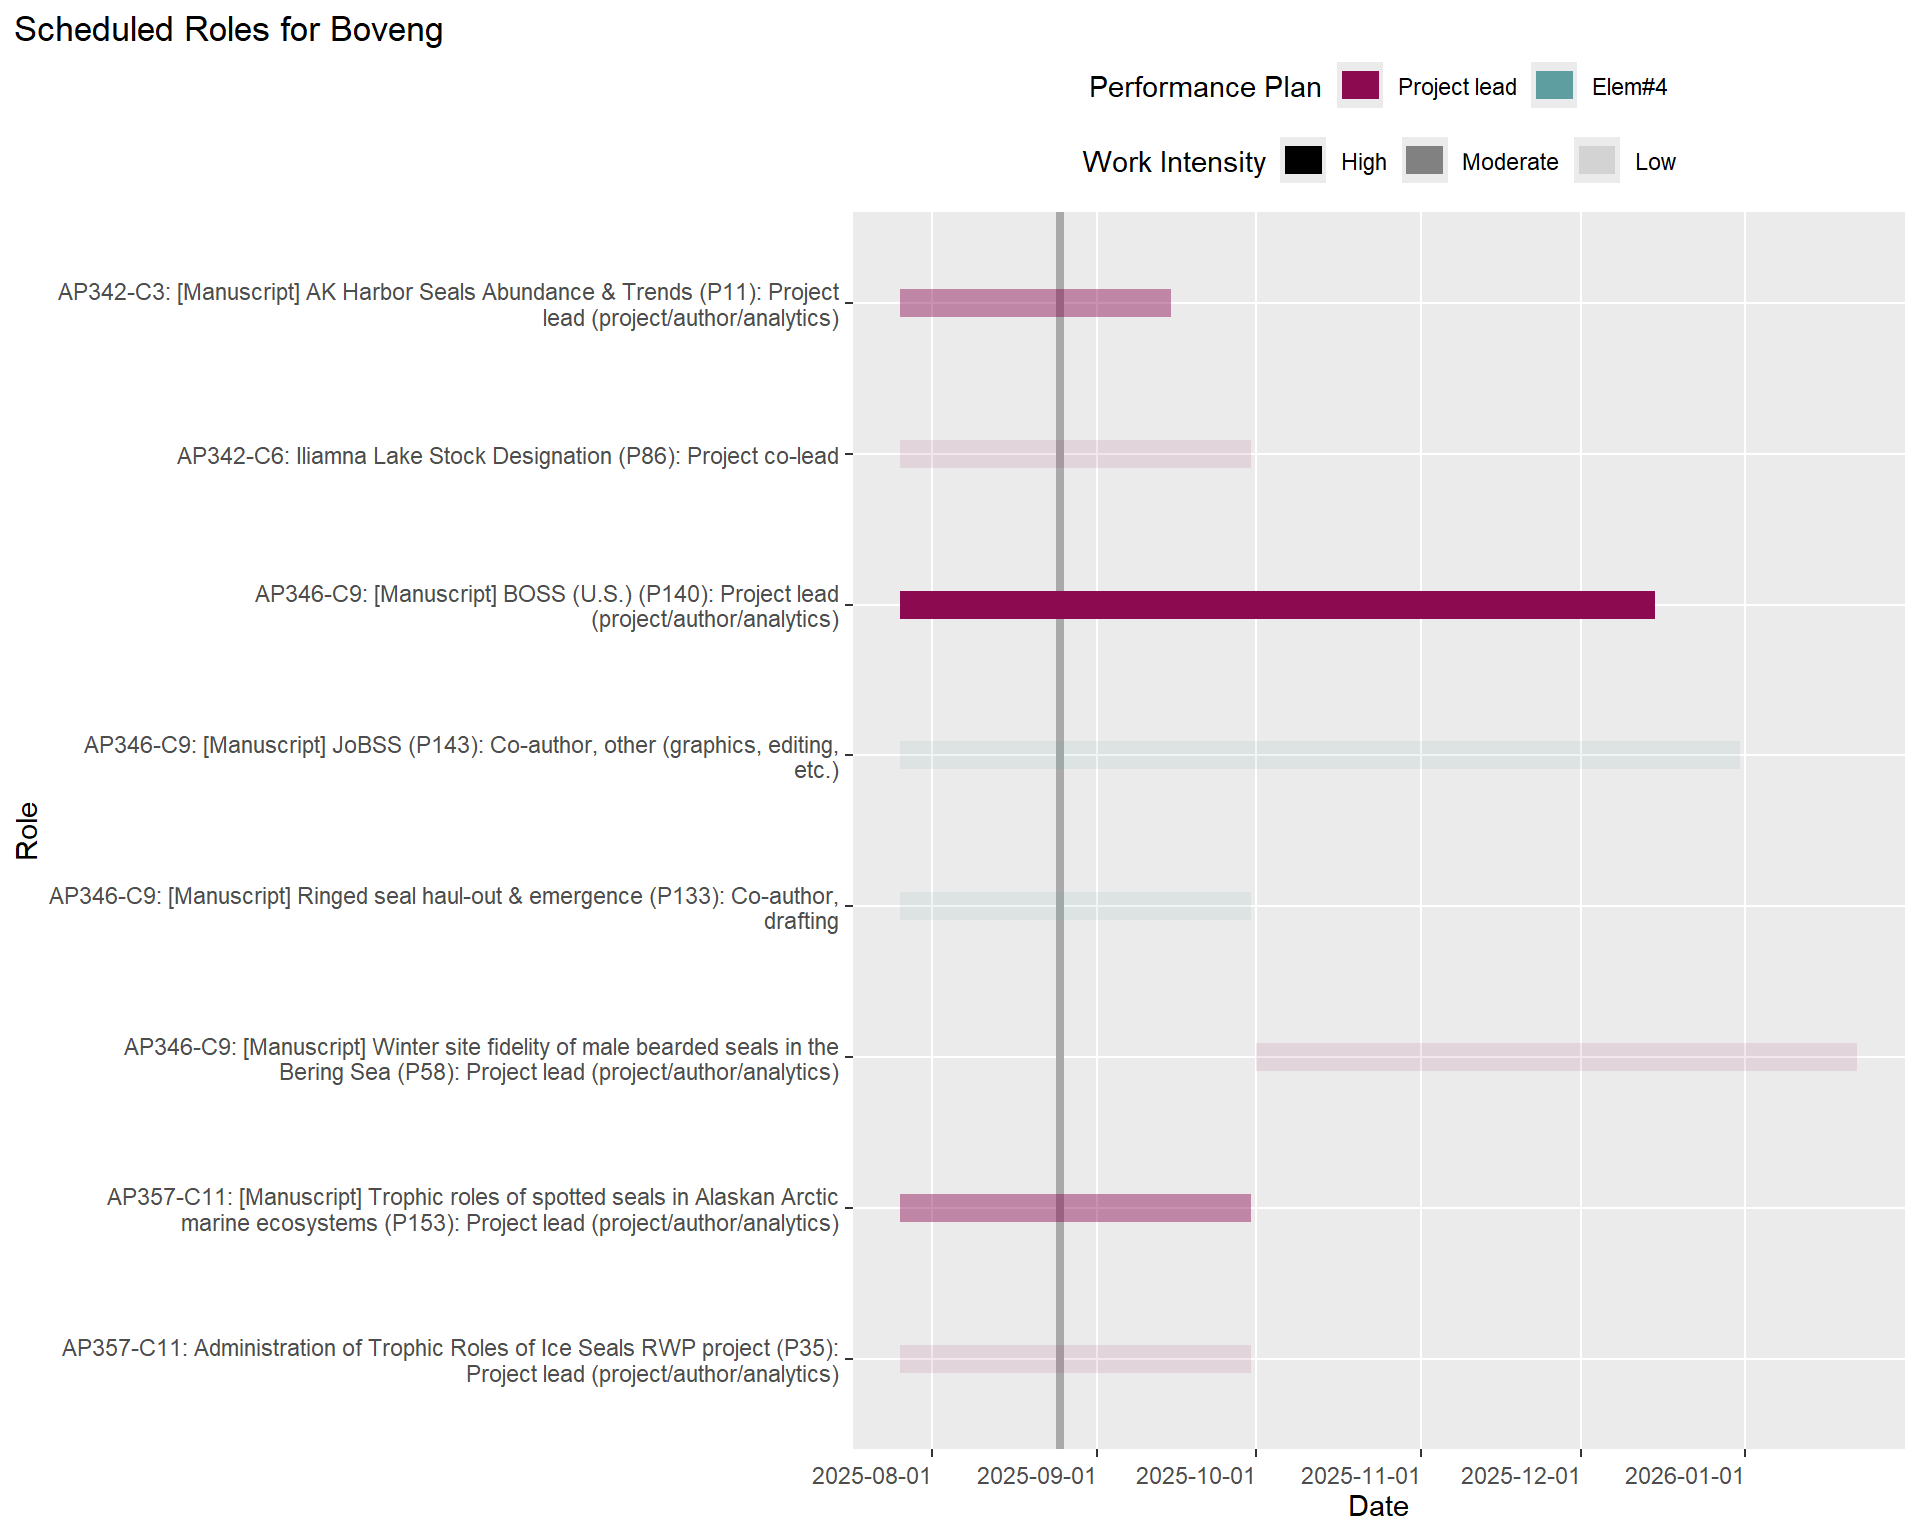 Scheduled Roles for Boveng
Performance Plan Project lead Elem#4
Work Intensity High Moderate Low
AP342-C3: [Manuscript] AK Harbor Seals Abundance & Trends (P11): Project
lead (project/author/analytics)
AP342-C6: Iliamna Lake Stock Designation (P86): Project co-lead
AP346-C9: [Manuscript] BOSS (U.S.) (P140): Project lead
(project/author/analytics)
AP346-C9: [Manuscript] JoBSS (P143): Co-author, other (graphics, editing,
etc.)
AP346-C9: [Manuscript] Ringed seal haul-out & emergence (P133): Co-author,
drafting
AP346-C9: [Manuscript] Winter site fidelity of male bearded seals in the
Bering Sea (P58): Project lead (project/author/analytics)
AP357-C11: [Manuscript] Trophic roles of spotted seals in Alaskan Arctic
marine ecosystems (P153): Project lead (project/author/analytics)
AP357-C11: Administration of Trophic Roles of Ice Seals RWP project (P35):
Project lead (project/author/analytics)
Role
2025-08-01 2025-09-01 2025-10-01 2025-11-01 2025-12-01 2026-01-01
Date